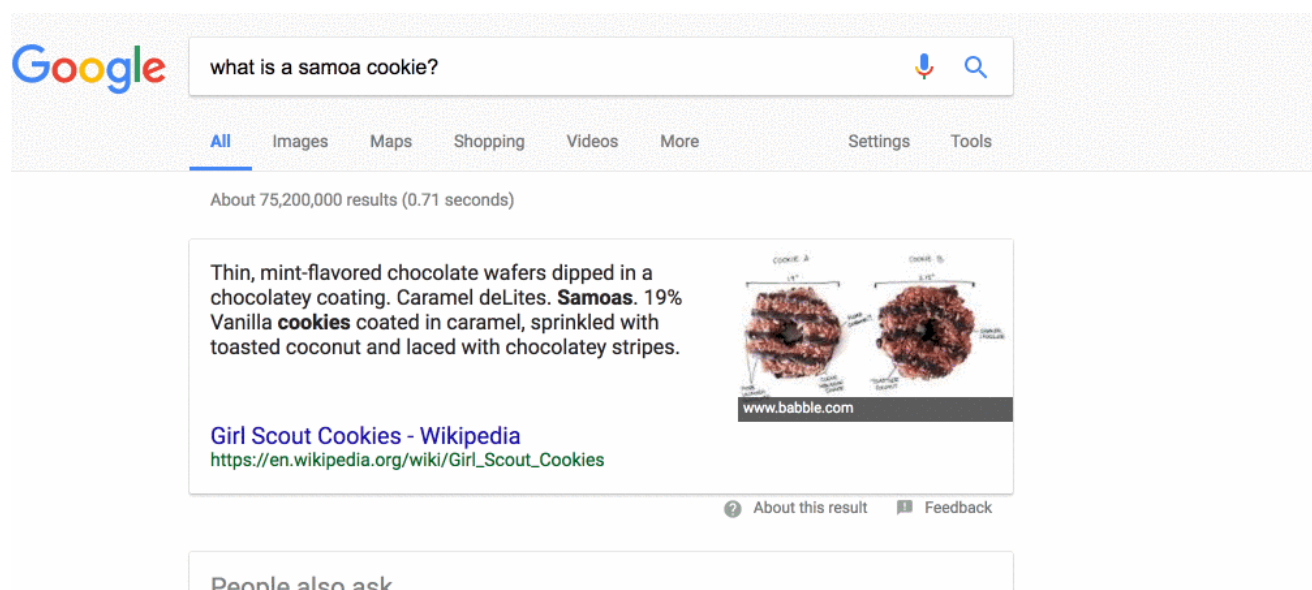 Google
what is a samoa cookie?
All Images Maps Shopping Videos More Settings Tools
About 75,200,000 results (0.71 seconds)
Thin, mint-flavored chocolate wafers dipped in a
chocolatey coating. Caramel deLites. Samoas. 19%
Vanilla cookies coated in caramel, sprinkled with
toasted coconut and laced with chocolatey stripes.
COOKIE A COOKIE B
www.babble.com
Girl Scout Cookies - Wikipedia
https://en.wikipedia.org/wiki/Girl_Scout_Cookies
About this result Feedback
People also ask